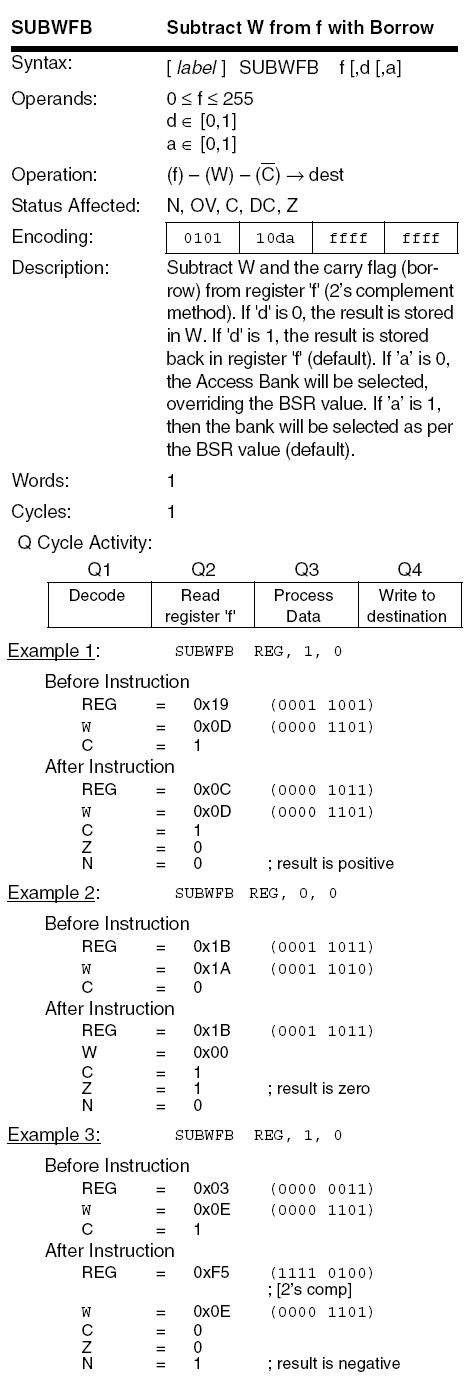 SUBWFB Subtract W from f with Borrow
Syntax: [ label ] SUBWFB f [,d [,a]
Operands: 0 ≤ f ≤ 255
d ∈ [0,1]
a ∈ [0,1]
Operation: (f) – (W) – (C̅) → dest
Status Affected: N, OV, C, DC, Z
Encoding: 0101 10da ffff ffff
Description: Subtract W and the carry flag (bor-
row) from register 'f' (2's complement
method). If 'd' is 0, the result is stored
in W. If 'd' is 1, the result is stored
back in register 'f' (default). If 'a' is 0,
the Access Bank will be selected,
overriding the BSR value. If 'a' is 1,
then the bank will be selected as per
the BSR value (default).
Words: 1
Cycles: 1
Q Cycle Activity:
Q1 Q2 Q3 Q4
Decode Read Process Write to
register 'f' Data destination
Example 1: SUBWFB REG, 1, 0
Before Instruction
REG = 0x19 (0001 1001)
W = 0x0D (0000 1101)
C = 1
After Instruction
REG = 0x0C (0000 1011)
W = 0x0D (0000 1101)
C = 1
Z = 0
N = 0 ; result is positive
Example 2: SUBWFB REG, 0, 0
Before Instruction
REG = 0x1B (0001 1011)
W = 0x1A (0001 1010)
C = 0
After Instruction
REG = 0x1B (0001 1011)
W = 0x00
C = 1
Z = 1 ; result is zero
N = 0
Example 3: SUBWFB REG, 1, 0
Before Instruction
REG = 0x03 (0000 0011)
W = 0x0E (0000 1101)
C = 1
After Instruction
REG = 0xF5 (1111 0100)
; [2's comp]
W = 0x0E (0000 1101)
C = 0
Z = 0
N = 1 ; result is negative